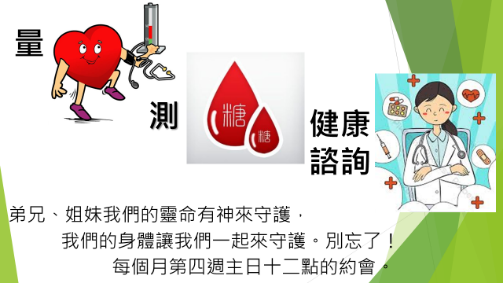 量
測
糖
糖
健康
諮詢
弟兄、姐妹我們的靈命有神來守護，
我們的身體讓我們一起來守護。別忘了！
每個月第四週主日十二點的約會。